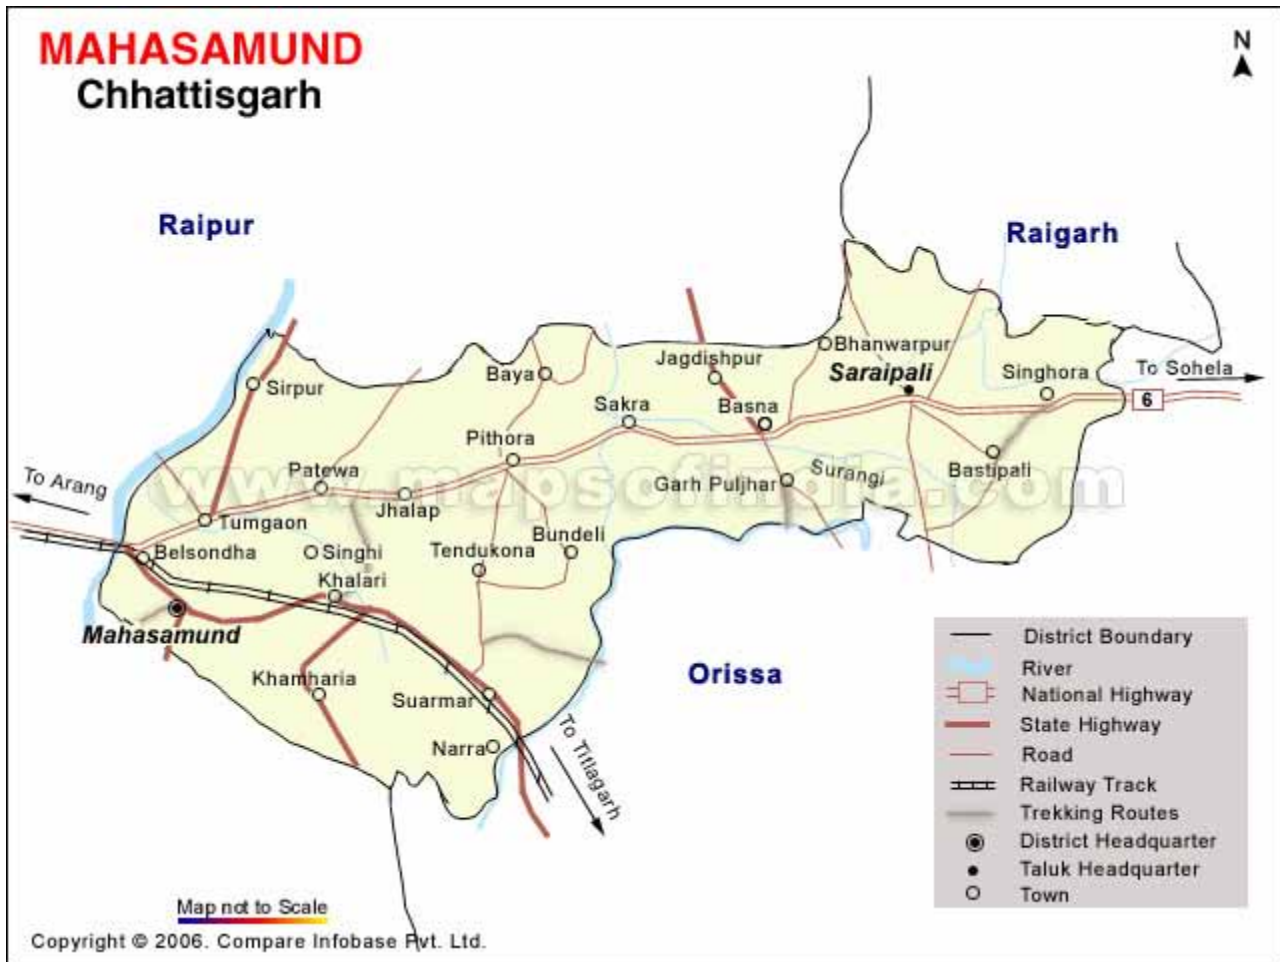 MAHASAMUND
Chhattisgarh
N
Raipur
Raigarh
Bhanwarpur
Jagdishpur
Saraipali
Singhora
To Sohela
Baya
Sirpur
6
Sakra
Basna
Pithora
Patewa
Bastipali
Surangi
Garh Puljhar
To Arang
www.mapsofindia.com
Jhalap
Tumgaon
Bundeli
Belsondha
Singhi
Tendukona
Khalari
Mahasamund
Orissa
Khamharia
Suarmar
Narra
To Titlagarh
District Boundary
River
National Highway
State Highway
Road
Railway Track
Trekking Routes
District Headquarter
Taluk Headquarter
Town
Map not to Scale
Copyright © 2006. Compare Infobase Pvt. Ltd.